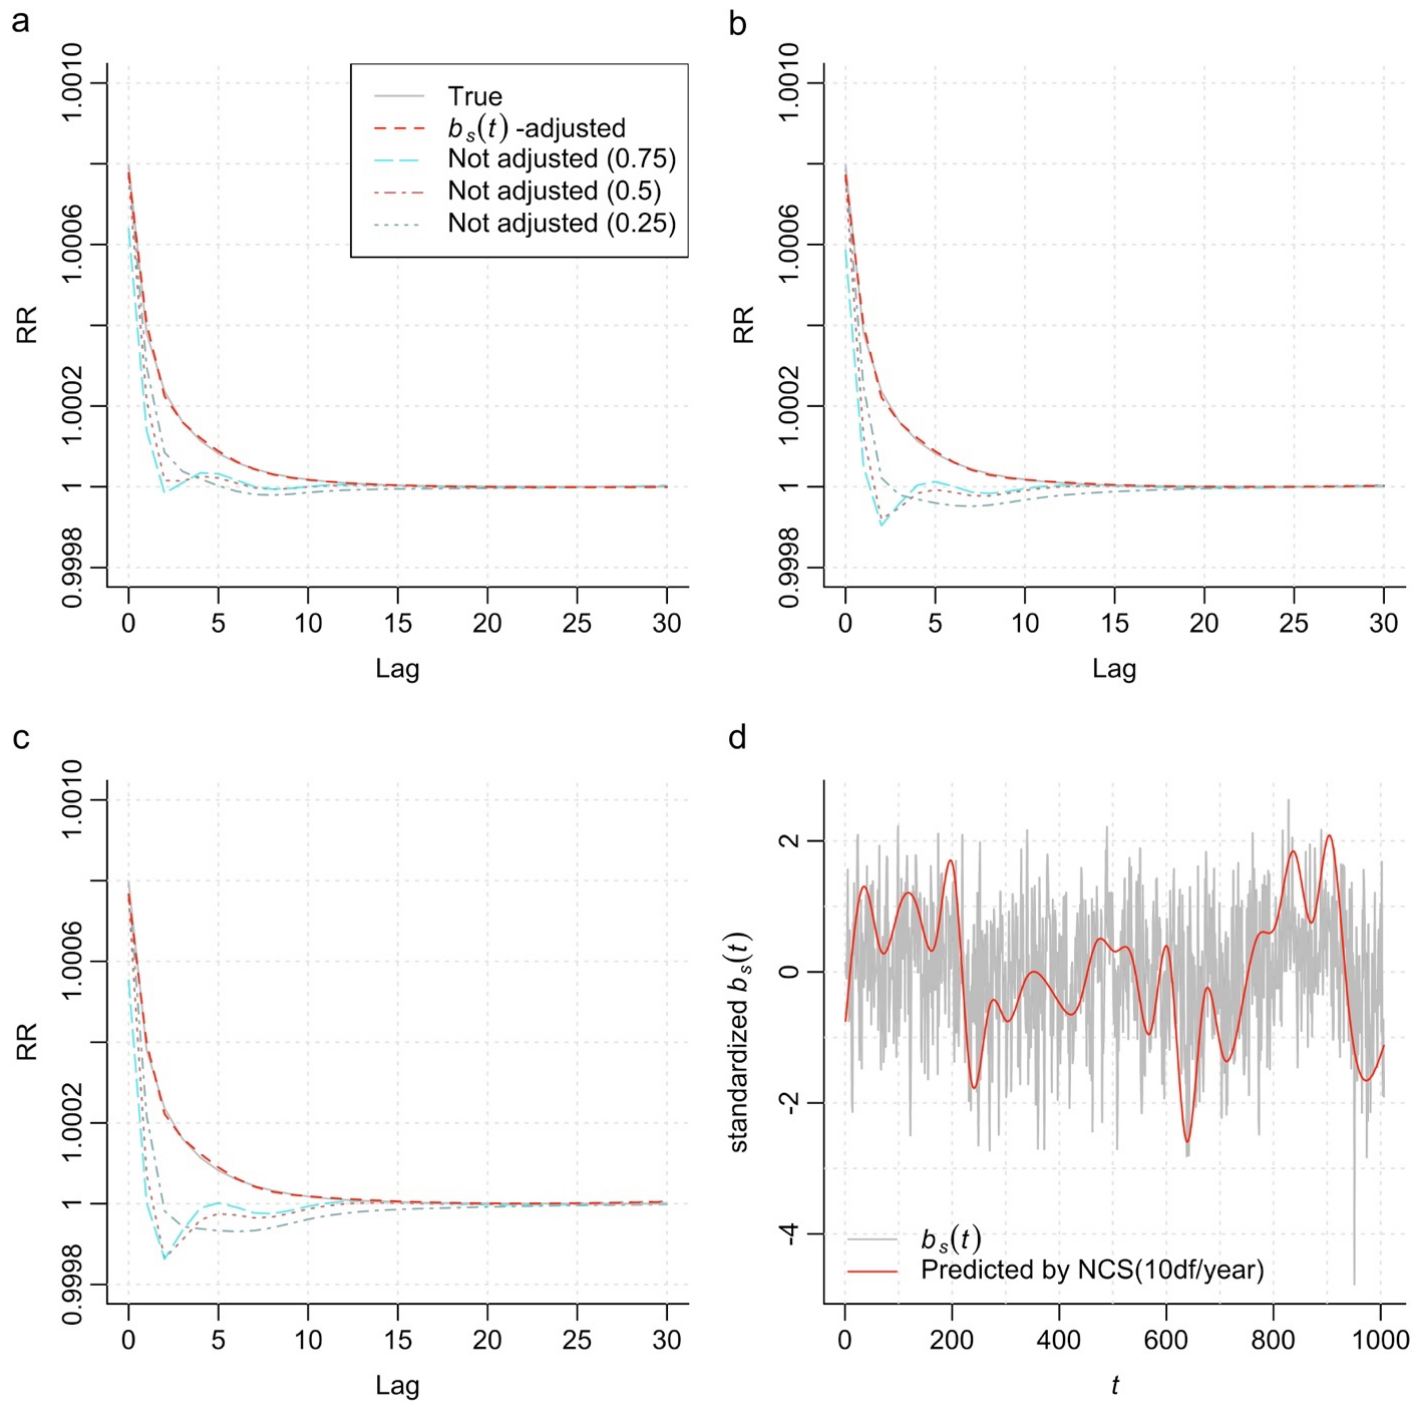 a
1.0010
1.0006
1.0002
1
0.9998
RR
True
bₛ(t) -adjusted
Not adjusted (0.75)
Not adjusted (0.5)
Not adjusted (0.25)
0 5 10 15 20 25 30
Lag
b
1.0010
1.0006
1.0002
1
0.9998
RR
0 5 10 15 20 25 30
Lag
c
1.0010
1.0006
1.0002
1
0.9998
RR
0 5 10 15 20 25 30
Lag
d
2
0
-2
-4
standardized bₛ(t)
bₛ(t)
Predicted by NCS(10df/year)
0 200 400 600 800 1000
t